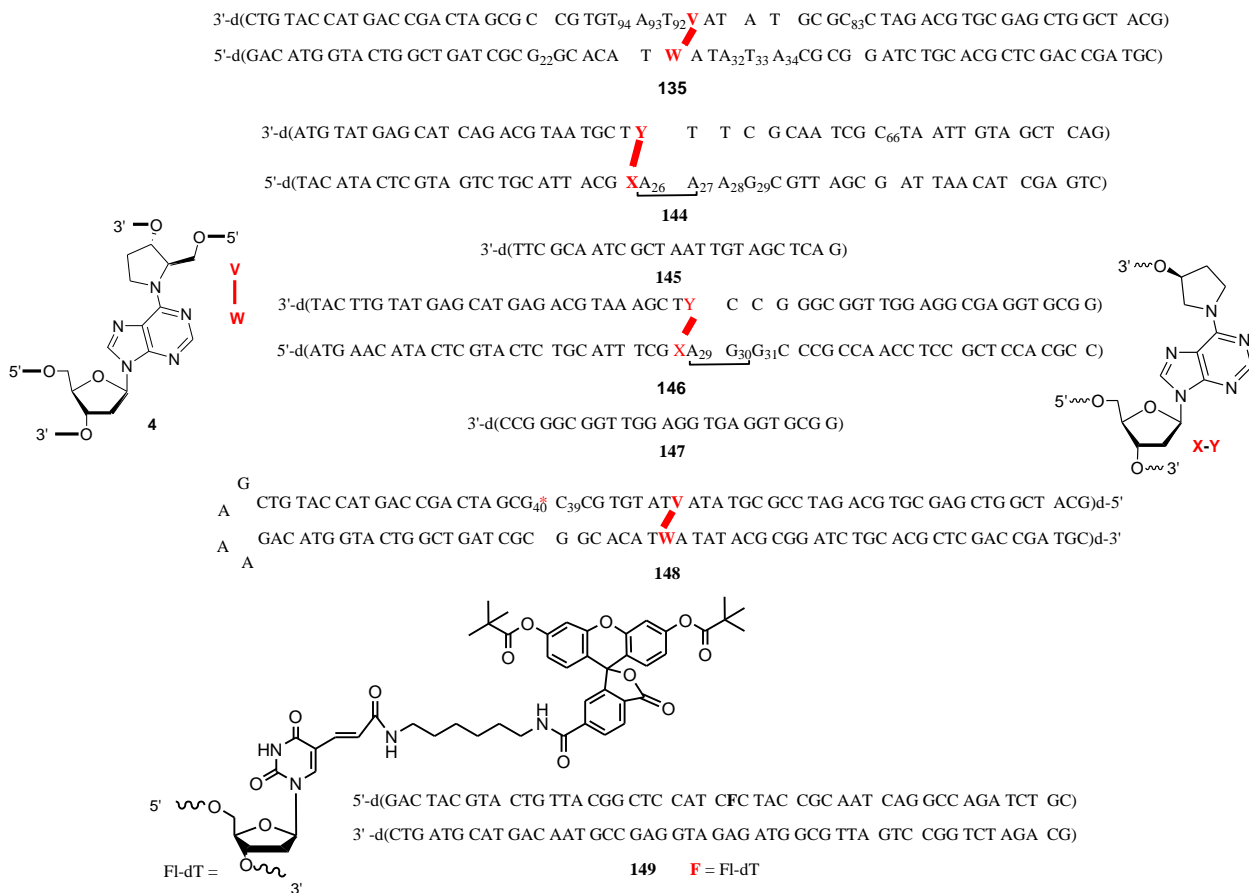 3'-d(CTG TAC CAT GAC CGA CTA GCG C CG TGT94 A93T92V AT A T GC GC83C TAG ACG TGC GAG CTG GCT ACG)
5'-d(GAC ATG GTA CTG GCT GAT CGC G22GC ACA T W A TA32T33A34CG CG G ATC TGC ACG CTC GAC CGA TGC)
135
3'-d(ATG TAT GAG CAT CAG ACG TAA TGC T Y T T C G CAA TCG C66TA ATT GTA GCT CAG)
5'-d(TAC ATA CTC GTA GTC TGC ATT ACG XA26 A27A28G29C GTT AGC G ATT AAC AT CGA GTC)
144
3'-d(TTC GCA ATC GCT AAT TGT AGC TCA G)
145
3'-d(TAC TTG TAT GAG CAT GAG ACG TAA AGC TY C C G GGC GGT TGG AGG CGA GGT GCG G)
5'-d(ATG AAC ATA CTC GTA CTC TGC ATT TCG XA29 G30G31C CCG CCA ACC TCC GCT CCA CGC C)
146
3'-d(CCG GGC GGT TGG AGG TGA GGT GCG G)
147
3' O O 5'
N
V
W
N N N N
5' O O
3' O
4
3' O
N
N N N N
5' O O
O 3'
X-Y
G
A
A
A
CTG TAC CAT GAC CGA CTA GCG40* C39CG TGT ATV ATA TGC GCC TAG ACG TGC GAG CTG GCT ACG)d-5'
GAC ATG GTA CTG GCT GAT CGC G GC ACA TWA TAT ACG CGG ATC TGC ACG CTC GAC CGA TGC)d-3'
148
O O O O O
O O O
O H N O
N H
O
O NH O N
5' O O
Fl-dT = O 3'
5'-d(GAC TAC GTA CTG TTA CGG CTC CAT CFC TAC CGC AAT CAG GCC AGA TCT GC)
3' -d(CTG ATG CAT GAC AAT GCC GAG GTA GAG ATG GCG TTA GTC CGG TCT AGA CG)
149 F = Fl-dT